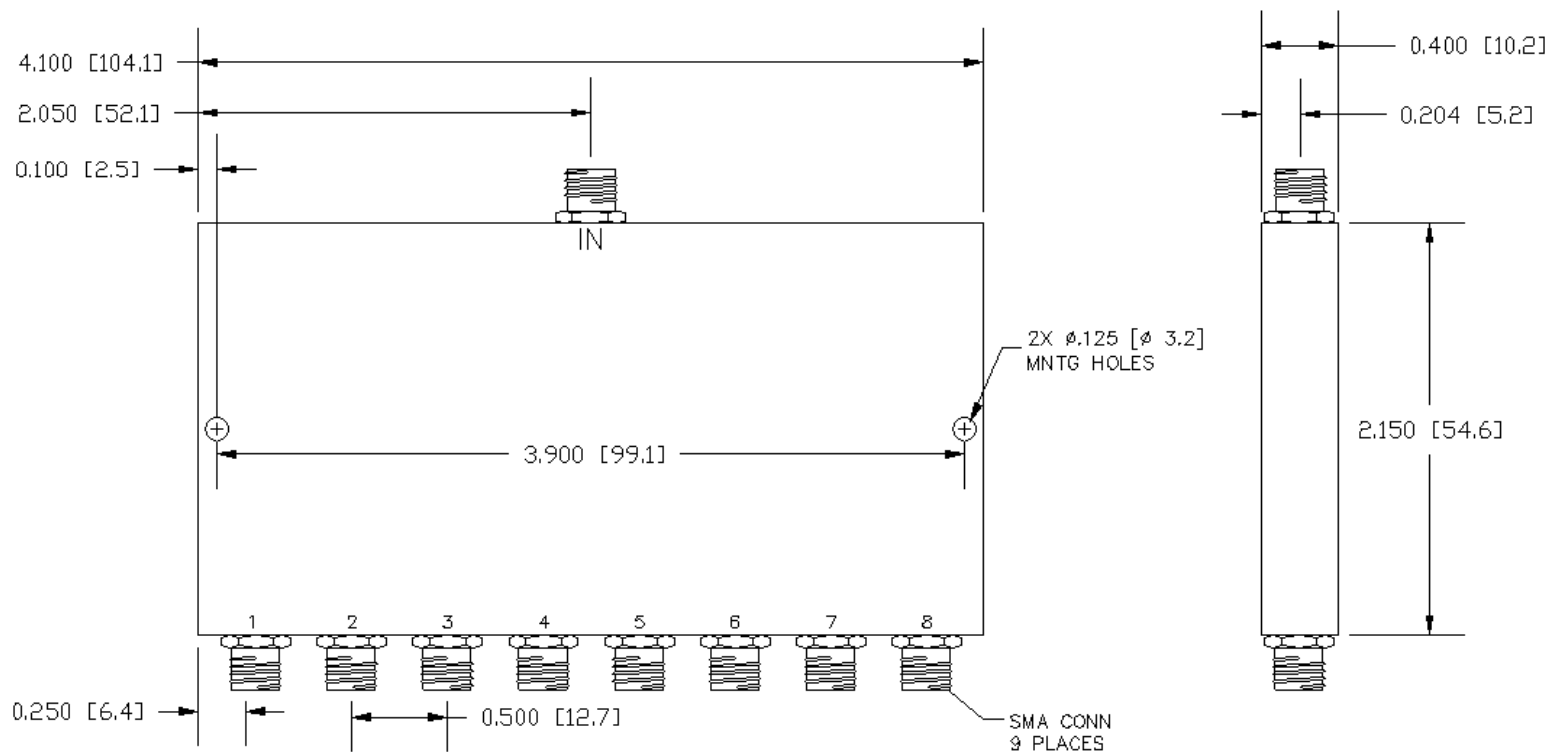 4.100 [104.1]
0.400 [10.2]
2.050 [52.1]
0.204 [5.2]
0.100 [2.5]
IN
2X ø.125 [ø 3.2]
MNTG HOLES
2.150 [54.6]
3.900 [99.1]
1 2 3 4 5 6 7 8
0.250 [6.4]
0.500 [12.7]
SMA CONN
9 PLACES